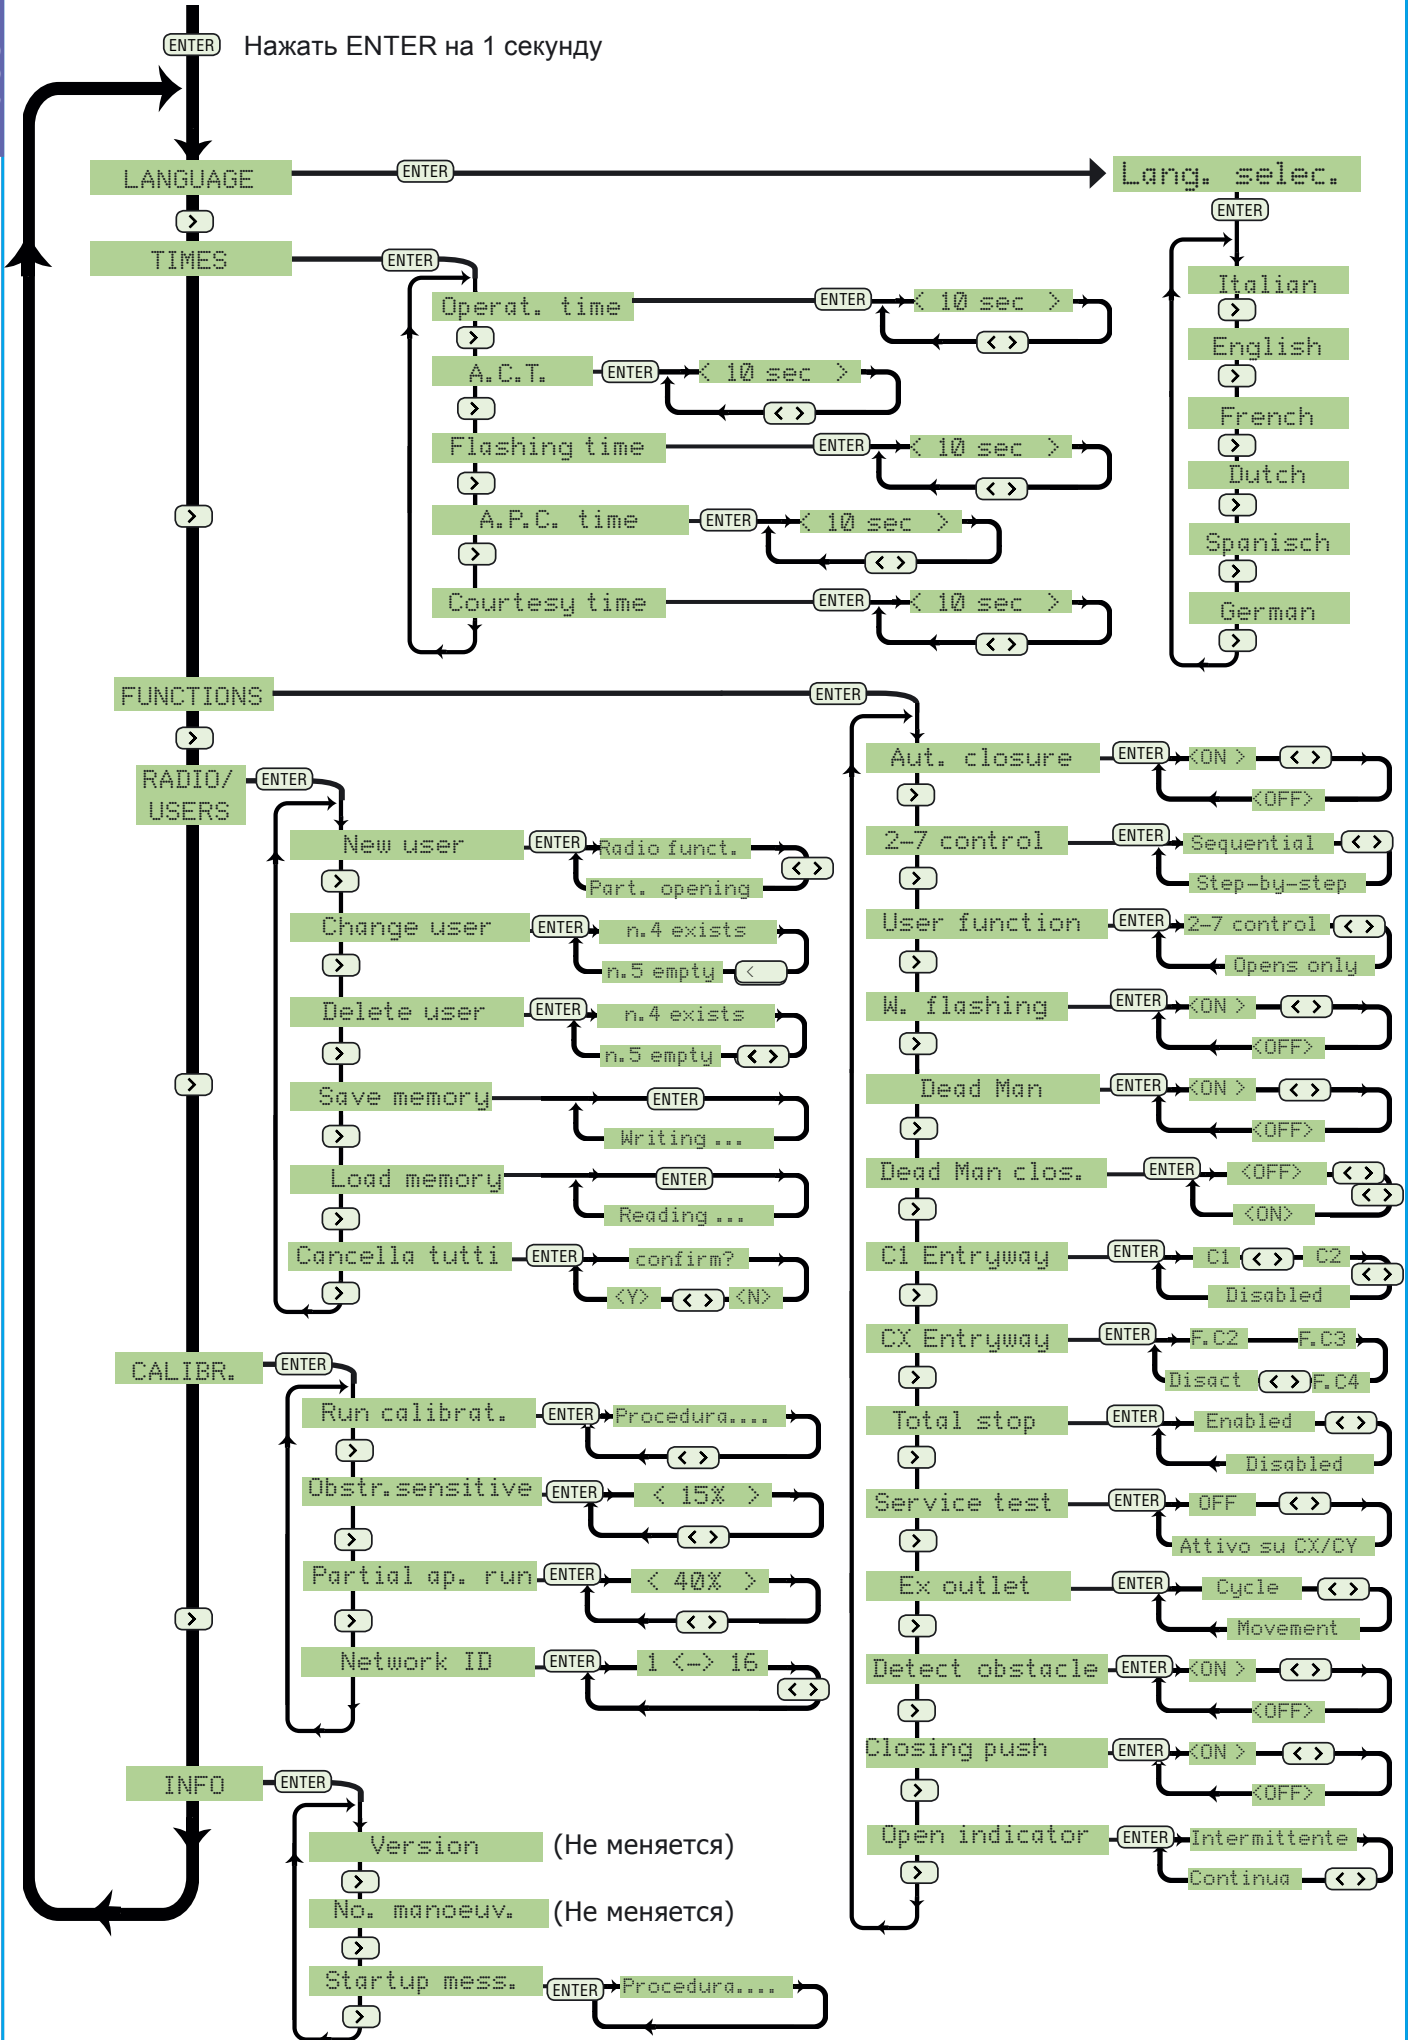 ENTER Нажать ENTER на 1 секунду
LANGUAGE ENTER Lang. selec.
ENTER
Italian
>
English
>
French
>
Dutch
>
Spanisch
>
German
>
>
TIMES ENTER
Operat. time ENTER < 10 sec >
> < >
A.C.T. ENTER < 10 sec >
> < >
Flashing time ENTER < 10 sec >
> < >
A.P.C. time ENTER < 10 sec >
> < >
Courtesy time ENTER < 10 sec >
< >
>
FUNCTIONS ENTER
Aut. closure ENTER <ON > < >
> <OFF>
2-7 control ENTER Sequential < >
> Step-by-step
User function ENTER 2-7 control < >
> Opens only
W. flashing ENTER <ON > < >
> <OFF>
Dead Man ENTER <ON > < >
> <OFF>
Dead Man clos. ENTER <OFF> < >
< >
> <ON>
C1 Entryway ENTER C1 < > C2
< >
> Disabled
CX Entryway ENTER F.C2 F.C3
> Disact < > F.C4
Total stop ENTER Enabled < >
> Disabled
Service test ENTER OFF < >
> Attivo su CX/CY
Ex outlet ENTER Cycle < >
> Movement
Detect obstacle ENTER <ON > < >
> <OFF>
Closing push ENTER <ON > < >
> <OFF>
Open indicator ENTER Intermittente
> Continua < >
>
RADIO/
USERS ENTER
New user ENTER Radio funct.
< >
> Part. opening
Change user ENTER n.4 exists
> n.5 empty <
Delete user ENTER n.4 exists
> n.5 empty < >
Save memory ENTER
> Writing ...
Load memory ENTER
> Reading ...
Cancella tutti ENTER confirm?
> <Y> < > <N>
>
CALIBR. ENTER
Run calibrat. ENTER Procedura....
> < >
Obstr.sensitive ENTER < 15% >
> < >
Partial ap. run ENTER < 40% >
> < >
Network ID ENTER 1 <-> 16
< >
>
INFO ENTER
Version (Не меняется)
>
No. manoeuv. (Не меняется)
>
Startup mess. ENTER Procedura....
>